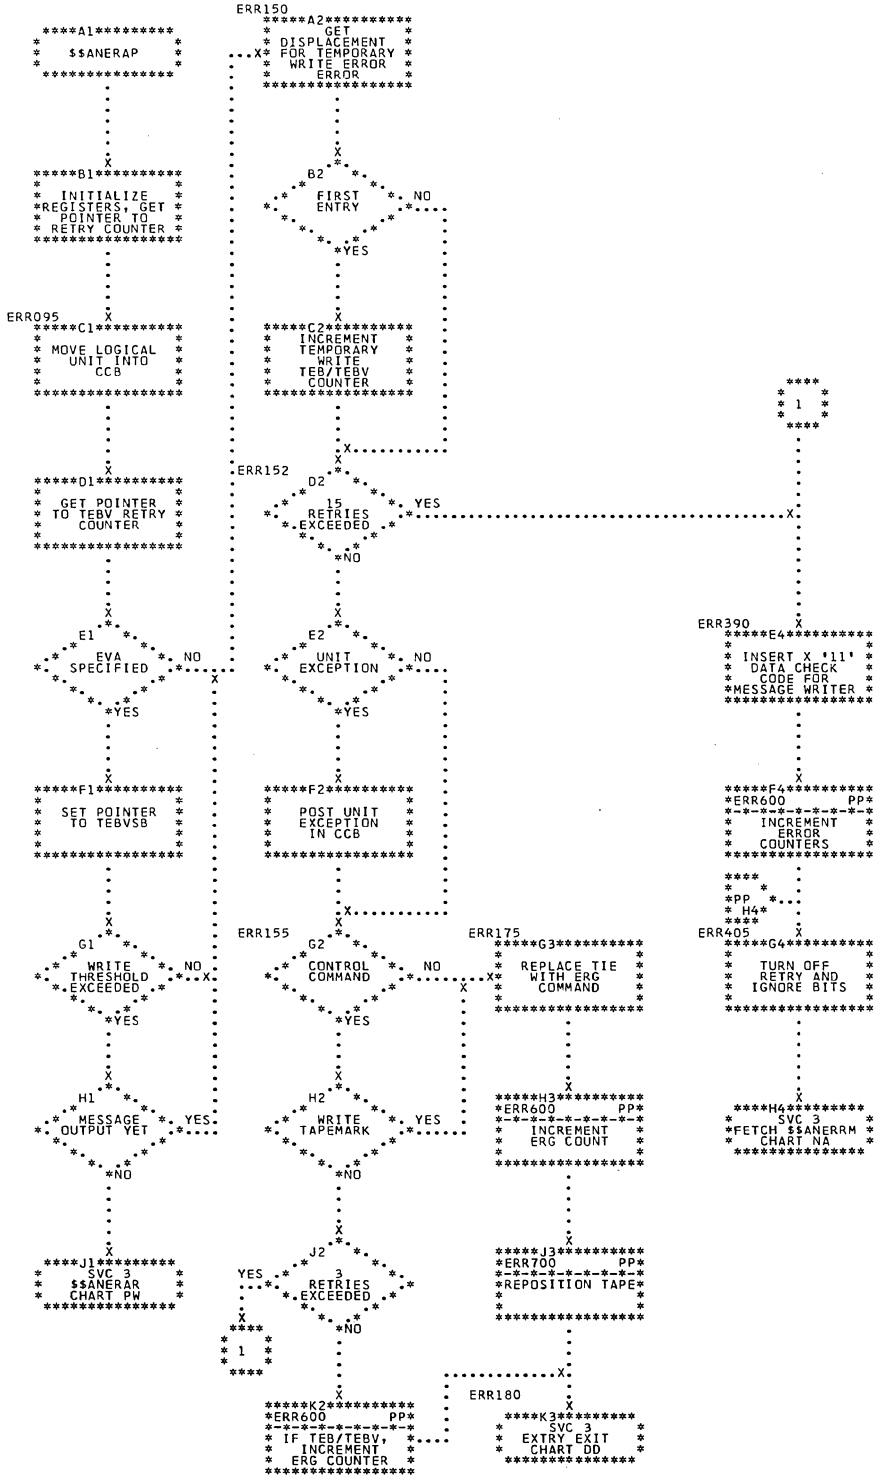 A1
$$ANERAP
B1
INITIALIZE
REGISTERS, GET
POINTER TO
RETRY COUNTER
ERR095
C1
MOVE LOGICAL
UNIT INTO
CCB
D1
GET POINTER
TO TEBV RETRY
COUNTER
E1
EVA
SPECIFIED
NO
YES
F1
SET POINTER
TO TEBVSB
G1
WRITE
THRESHOLD
EXCEEDED
NO
YES
H1
MESSAGE
OUTPUT YET
YES
NO
J1
SVC 3
$$ANERAR
CHART PW
ERR150
A2
GET
DISPLACEMENT
FOR TEMPORARY
WRITE ERROR
ERROR
B2
FIRST
ENTRY
NO
YES
C2
INCREMENT
TEMPORARY
WRITE
TEB/TEBV
COUNTER
ERR152
D2
15
RETRIES
EXCEEDED
YES
NO
E2
UNIT
EXCEPTION
NO
YES
F2
POST UNIT
EXCEPTION
IN CCB
ERR155
G2
CONTROL
COMMAND
NO
YES
H2
WRITE
TAPEMARK
YES
NO
J2
3
RETRIES
EXCEEDED
YES
NO
1
K2
ERR600 PP
IF TEB/TEBV,
INCREMENT
ERG COUNTER
ERR175
G3
REPLACE TIE
WITH ERG
COMMAND
H3
ERR600 PP
INCREMENT
ERG COUNT
J3
ERR700 PP
REPOSITION TAPE
ERR180
K3
SVC 3
EXTRY EXIT
CHART DD
1
ERR390
E4
INSERT X '11'
DATA CHECK
CODE FOR
MESSAGE WRITER
F4
ERR600 PP
INCREMENT
ERROR
COUNTERS
PP
H4
ERR405
G4
TURN OFF
RETRY AND
IGNORE BITS
H4
SVC 3
FETCH $$ANERRM
CHART NA